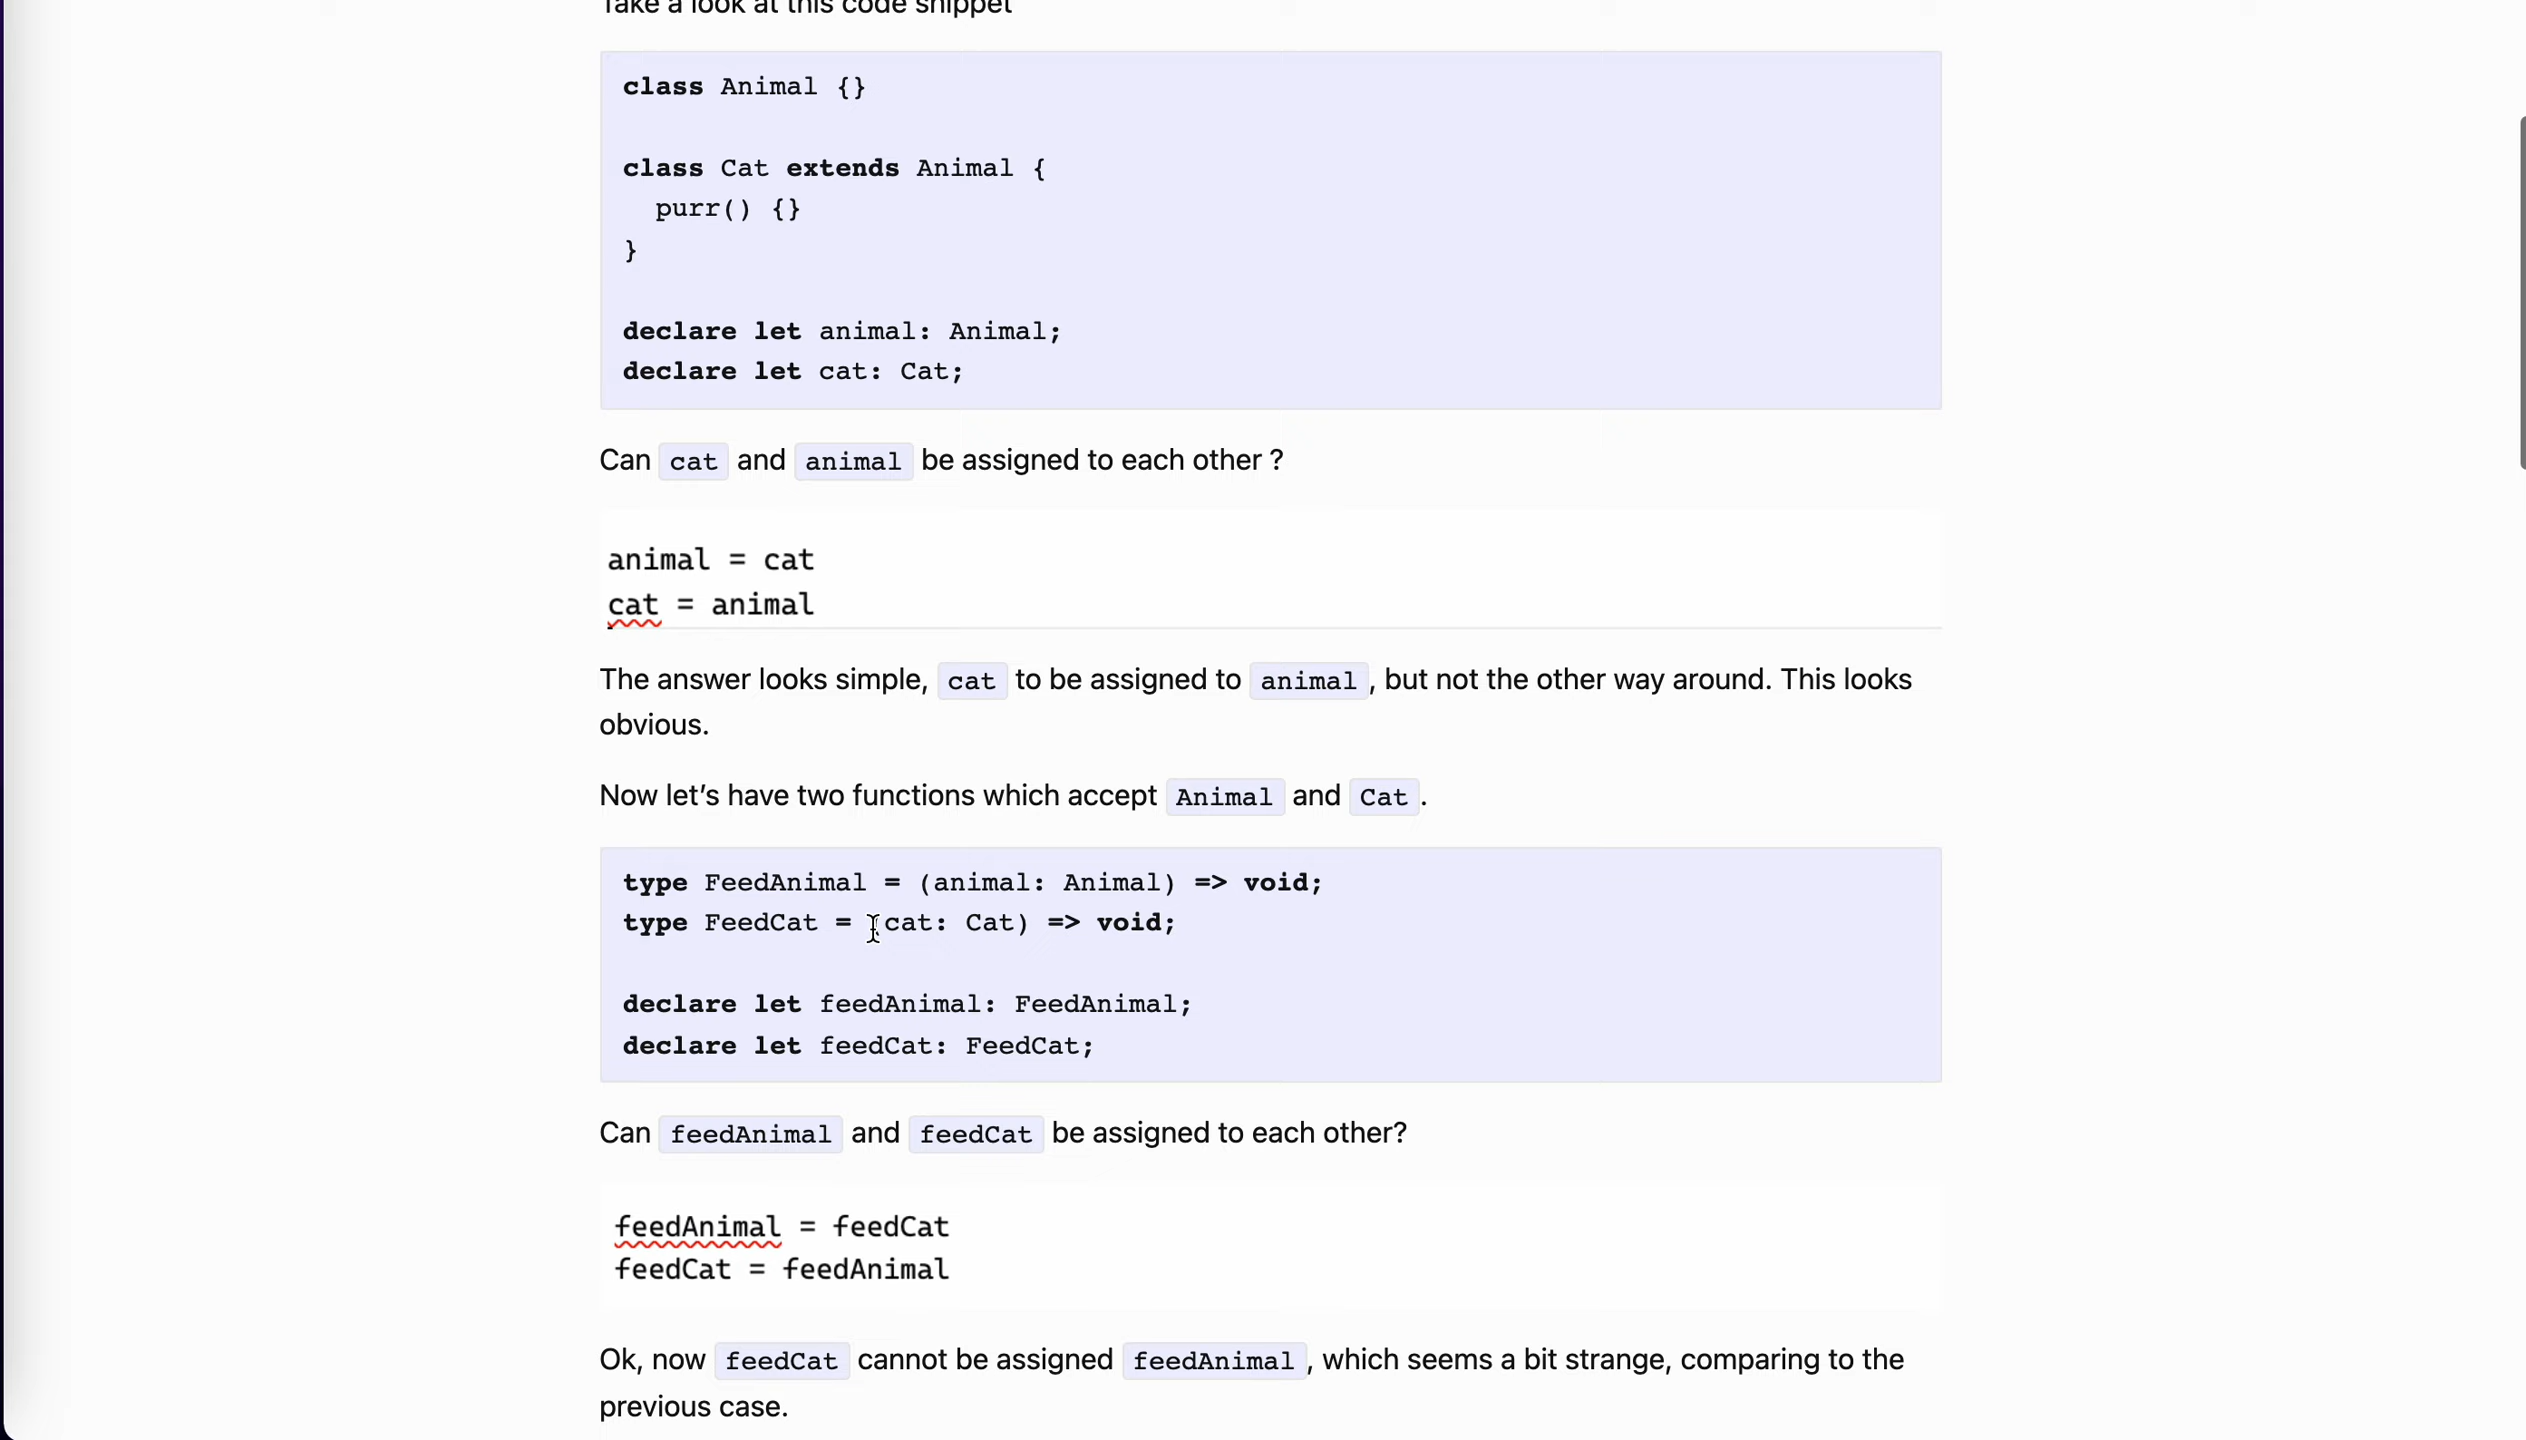 Take a look at this code snippet
class Animal {}
class Cat extends Animal {
  purr() {}
}
declare let animal: Animal;
declare let cat: Cat;
Can cat and animal be assigned to each other ?
animal = cat
cat = animal
The answer looks simple, cat to be assigned to animal, but not the other way around. This looks
obvious.
Now let’s have two functions which accept Animal and Cat.
type FeedAnimal = (animal: Animal) => void;
type FeedCat = (cat: Cat) => void;
declare let feedAnimal: FeedAnimal;
declare let feedCat: FeedCat;
Can feedAnimal and feedCat be assigned to each other?
feedAnimal = feedCat
feedCat = feedAnimal
Ok, now feedCat cannot be assigned feedAnimal, which seems a bit strange, comparing to the
previous case.